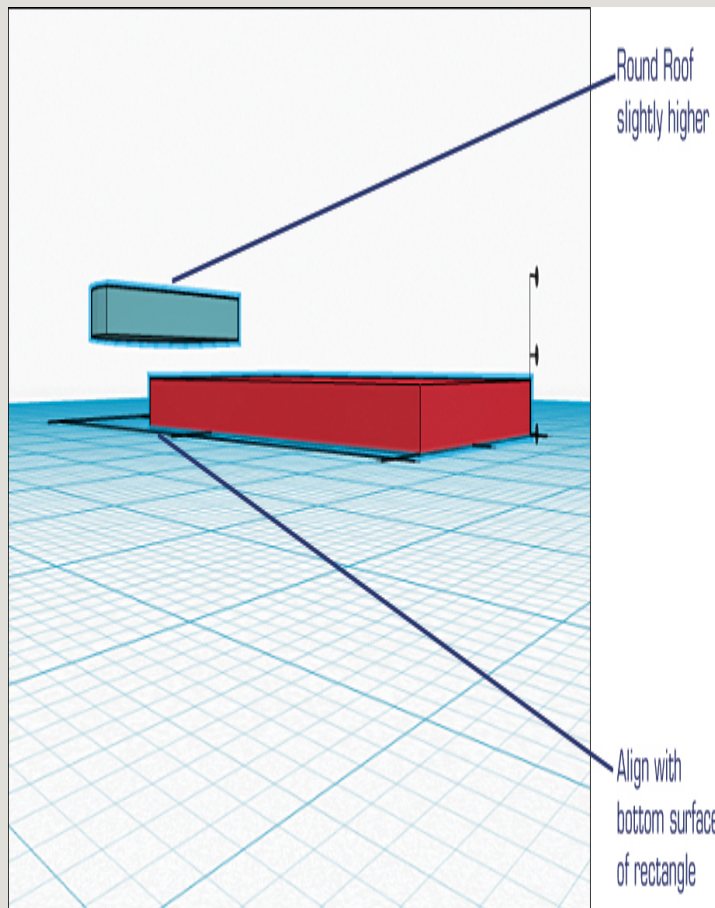 Round Roof
slightly higher
Align with
bottom surface
of rectangle